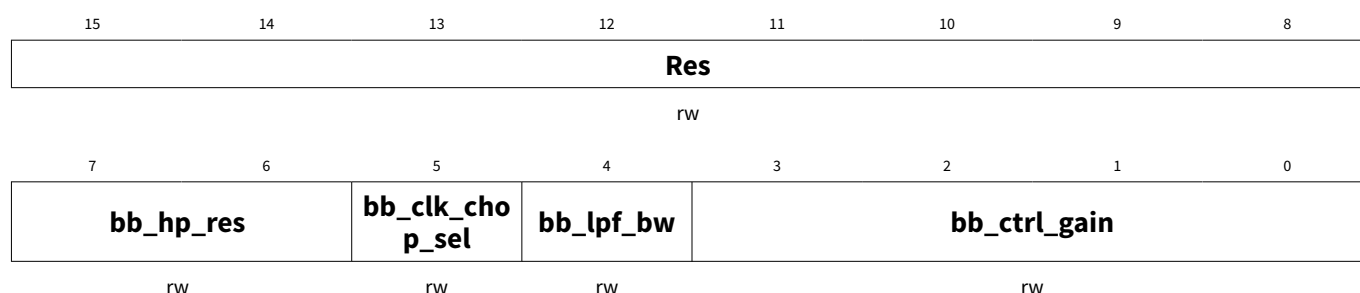 15 14 13 12 11 10 9 8
Res
rw
7 6 5 4 3 2 1 0
bb_hp_res bb_clk_cho bb_lpf_bw bb_ctrl_gain
p_sel
rw rw rw rw